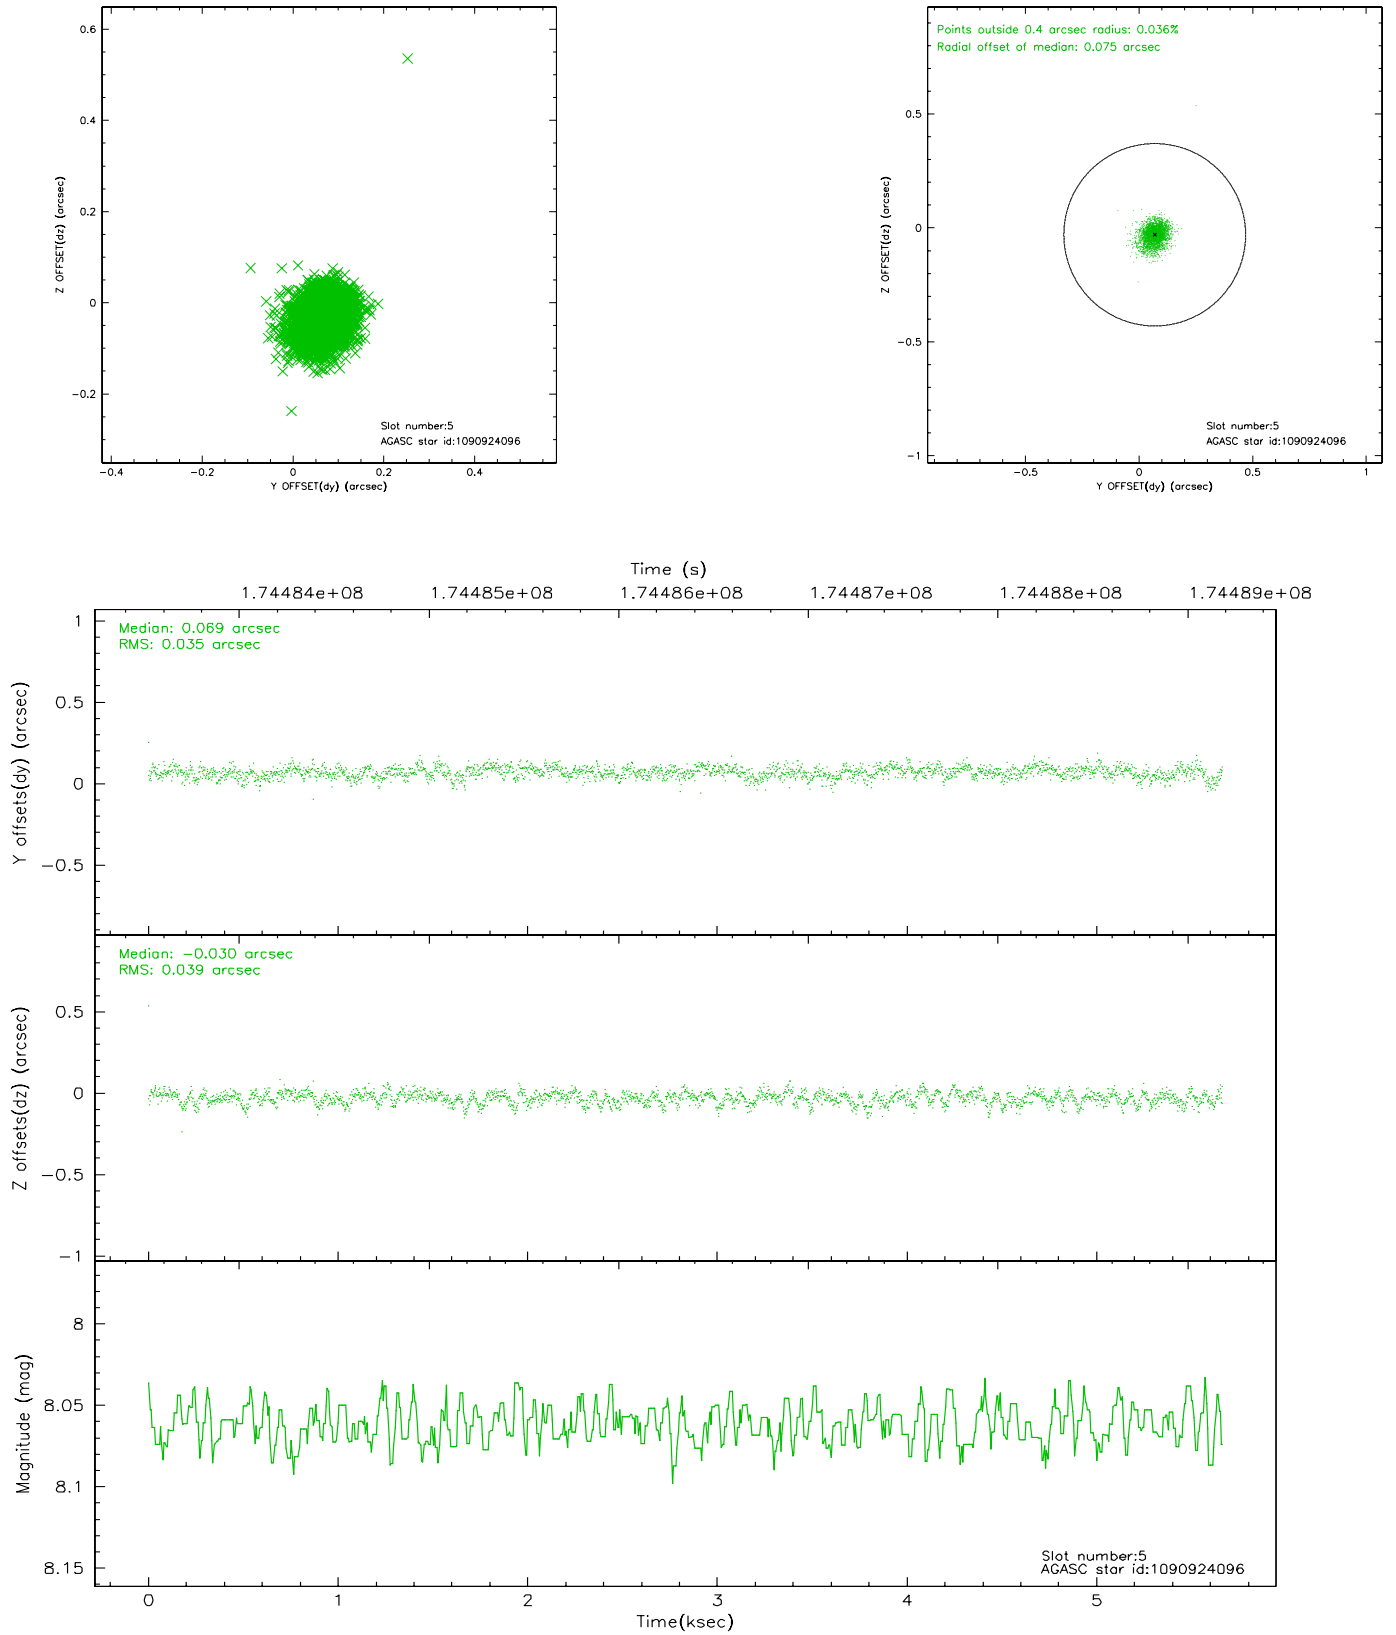 0.6
0.4
0.2
0
−0.2
Z OFFSET(dz) (arcsec)
Slot number:5
AGASC star id:1090924096
−0.4
−0.2
0
0.2
0.4
Y OFFSET(dy) (arcsec)
Points outside 0.4 arcsec radius: 0.036%
Radial offset of median: 0.075 arcsec
0.5
0
−0.5
−1
Z OFFSET(dz) (arcsec)
Slot number:5
AGASC star id:1090924096
−0.5
0
0.5
1
Y OFFSET(dy) (arcsec)
Time (s)
1.74484e+08
1.74485e+08
1.74486e+08
1.74487e+08
1.74488e+08
1.74489e+08
Median: 0.069 arcsec
RMS: 0.035 arcsec
1
0.5
0
−0.5
Y offsets(dy) (arcsec)
Median: −0.030 arcsec
RMS: 0.039 arcsec
0.5
0
−0.5
−1
Z offsets(dz) (arcsec)
8
8.05
8.1
8.15
Magnitude (mag)
Slot number:5
AGASC star id:1090924096
0
1
2
3
4
5
Time(ksec)